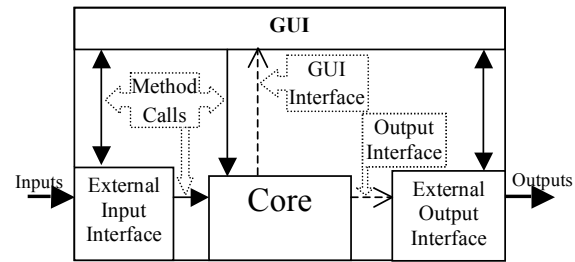 GUI
Method
Calls
GUI
Interface
Output
Interface
Inputs
External
Input
Interface
Core
External
Output
Interface
Outputs